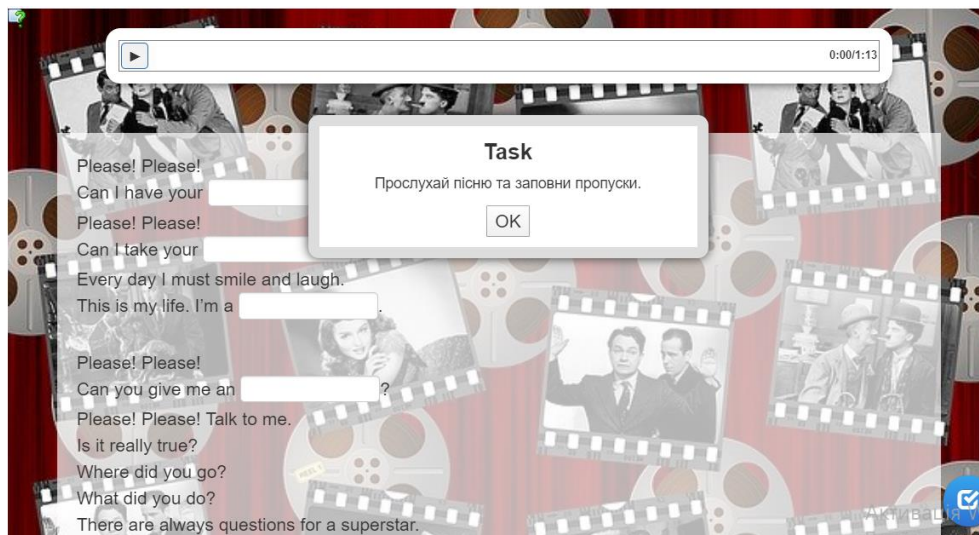 0:00/1:13
Task
Прослухай пісню та заповни пропуски.
OK
Please! Please!
Can I have your
Please! Please!
Can I take your
Every day I must smile and laugh.
This is my life. I'm a .
Please! Please!
Can you give me an ?
Please! Please! Talk to me.
Is it really true?
Where did you go?
What did you do?
There are always questions for a superstar.
REEL 1
Активація